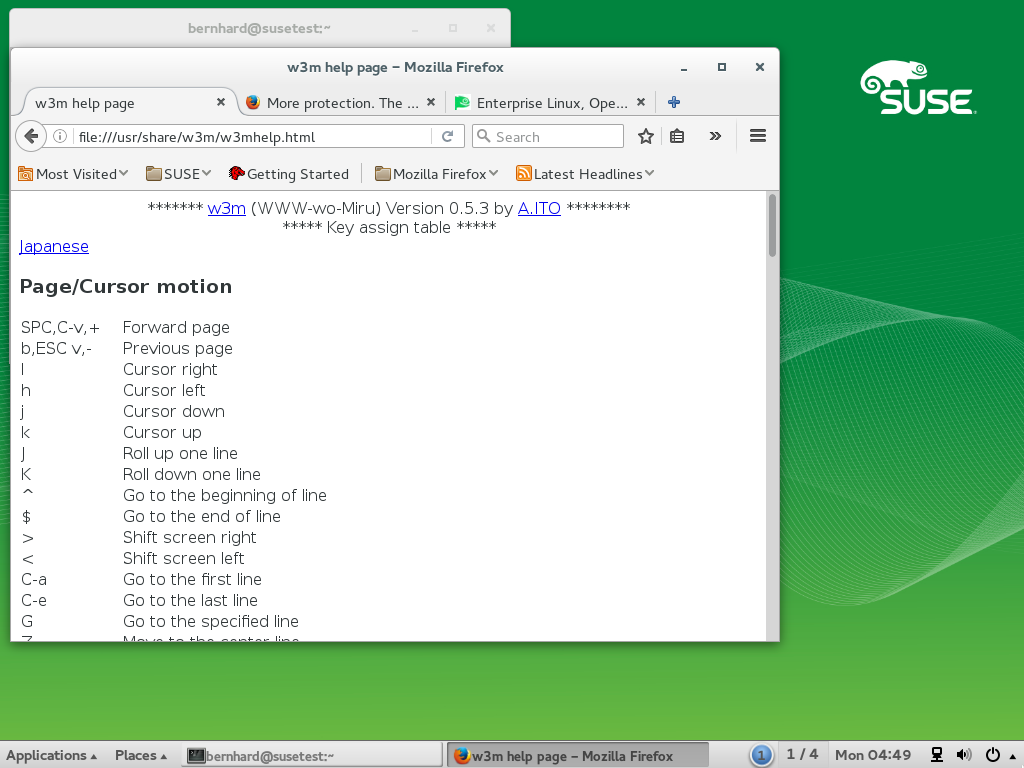 bernhard@susetest:~
w3m help page – Mozilla Firefox
w3m help page
More protection. The ...
Enterprise Linux, Ope...
file:///usr/share/w3m/w3mhelp.html
Search
Most Visited
SUSE
Getting Started
Mozilla Firefox
Latest Headlines
******* w3m (WWW-wo-Miru) Version 0.5.3 by A.ITO ********
***** Key assign table *****
Japanese
Page/Cursor motion
SPC,C-v,+ Forward page
b,ESC v,- Previous page
l Cursor right
h Cursor left
j Cursor down
k Cursor up
J Roll up one line
K Roll down one line
^ Go to the beginning of line
$ Go to the end of line
> Shift screen right
< Shift screen left
C-a Go to the first line
C-e Go to the last line
G Go to the specified line
Z Move to the center line
SUSE
Applications
Places
bernhard@susetest:~
w3m help page – Mozilla Firefox
1
1 / 4
Mon 04:49